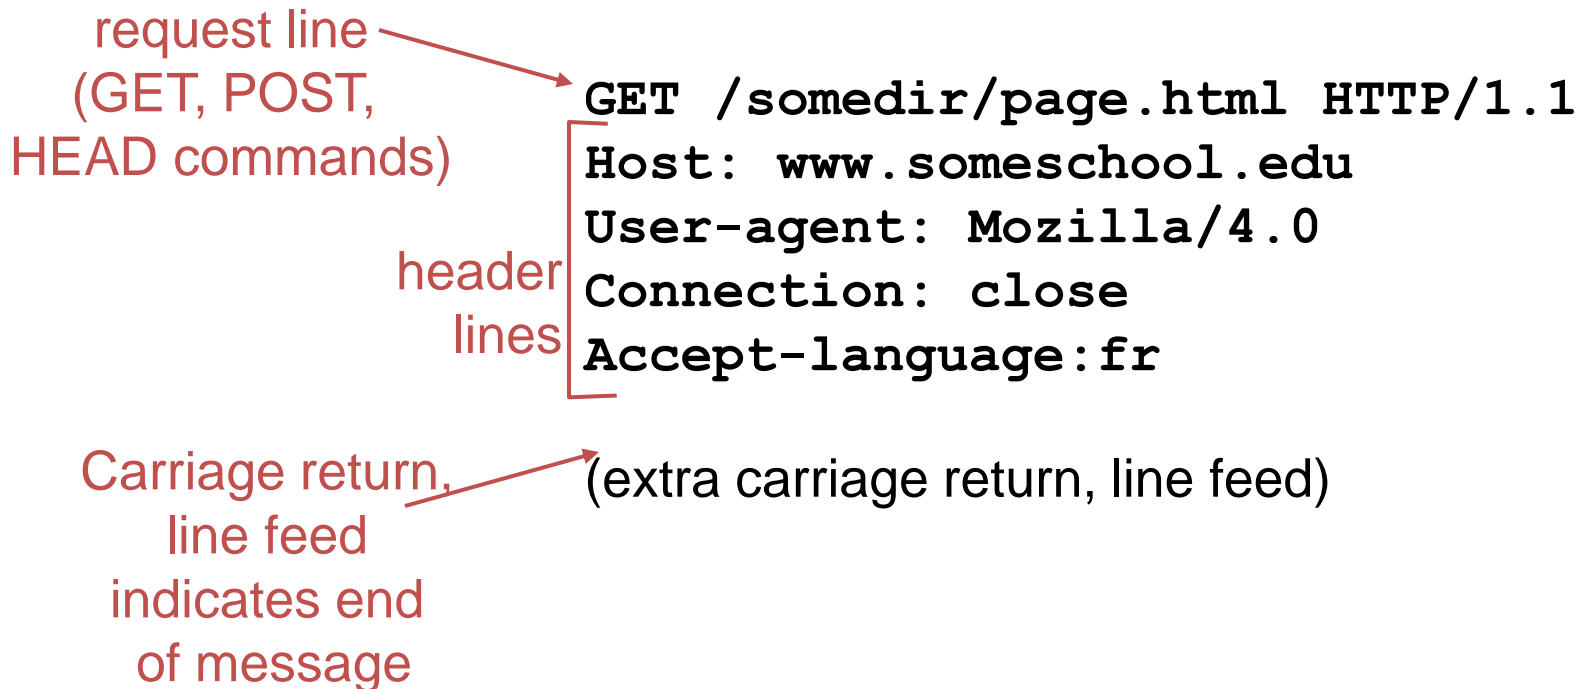 request line
(GET, POST,
HEAD commands)
GET /somedir/page.html HTTP/1.1
Host: www.someschool.edu
User-agent: Mozilla/4.0
Connection: close
Accept-language:fr
header
lines
Carriage return,
line feed
indicates end
of message
(extra carriage return, line feed)